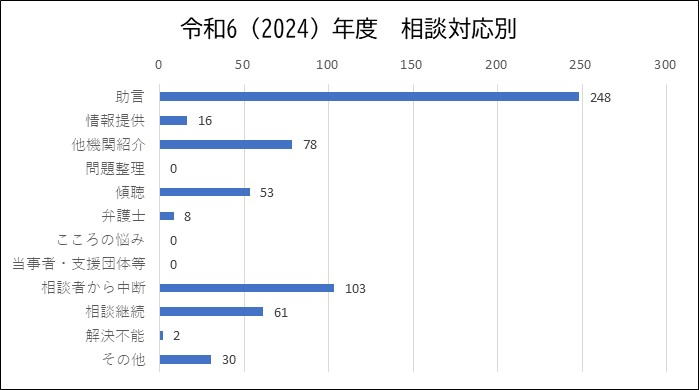 令和6（2024）年度　相談対応別
0 50 100 150 200 250 300
助言 248
情報提供 16
他機関紹介 78
問題整理 0
傾聴 53
弁護士 8
こころの悩み 0
当事者・支援団体等 0
相談者から中断 103
相談継続 61
解決不能 2
その他 30